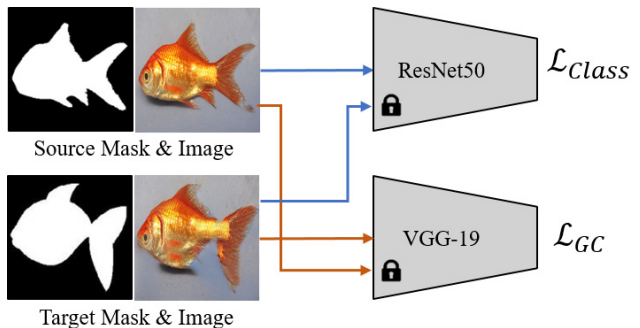 Source Mask & Image
ResNet50
ℒ_Class
Target Mask & Image
VGG-19
ℒ_GC